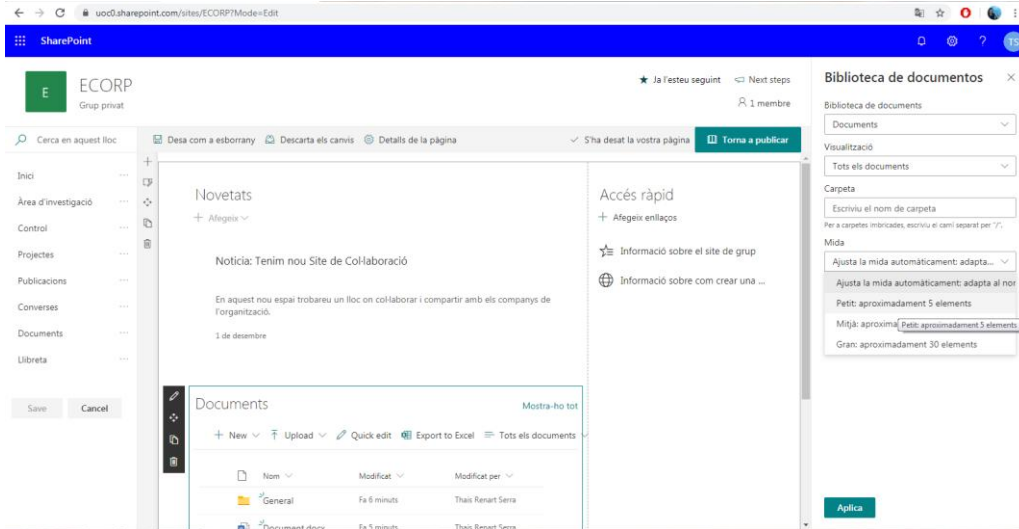 uoc0.sharepoint.com/sites/ECORP?Mode=Edit
SharePoint
TS
E
ECORP
Grup privat
Ja l'esteu seguint
Next steps
1 membre
Cerca en aquest lloc
Desa com a esborrany
Descarta els canvis
Detalls de la pàgina
S'ha desat la vostra pàgina
Torna a publicar
Inici
Àrea d'investigació
Control
Projectes
Publicacions
Converses
Documents
Llibreta
Save
Cancel
Novetats
Afegeix
Noticia: Tenim nou Site de Col·laboració
En aquest nou espai trobareu un lloc on col·laborar i compartir amb els companys de
l'organització.
1 de desembre
Accés ràpid
Afegeix enllaços
Informació sobre el site de grup
Informació sobre com crear una ...
Documents
Mostra-ho tot
New
Upload
Quick edit
Export to Excel
Tots els documents
Nom
Modificat
Modificat per
General
Fa 6 minuts
Thais Renart Serra
Document.docx
Fa 5 minuts
Thais Renart Serra
Biblioteca de documentos
Biblioteca de documents
Documents
Visualització
Tots els documents
Carpeta
Escriviu el nom de carpeta
Per a carpetes imbricades, escriviu el camí separat per "/".
Mida
Ajusta la mida automàticament: adapta...
Ajusta la mida automàticament: adapta al nor
Petit: aproximadament 5 elements
Mitjà: aproxima
Petit: aproximadament 5 elements
Gran: aproximadament 30 elements
Aplica